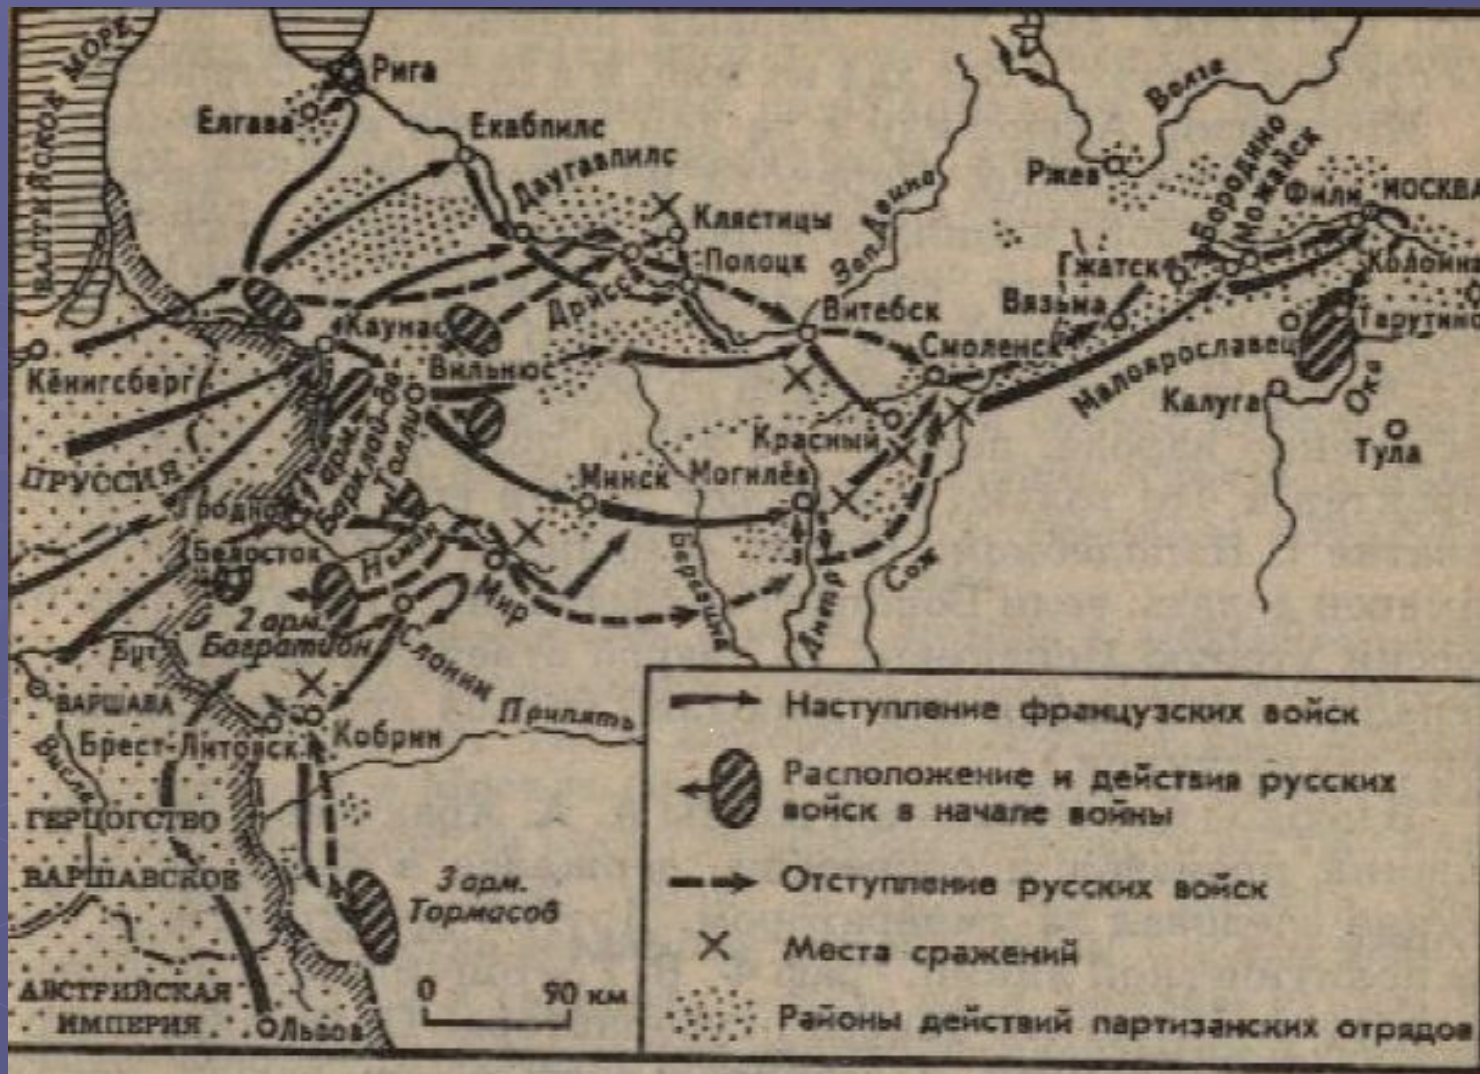 БАЛТИЙСКОЕ МОРЕ
Рига
Елгава
Екабпилс
Даугавпилс
Клястицы
Полоцк
Дрисса
Зап. Двина
Волга
Ржев
Бородино
Можайск
Фили
МОСКВА
Гжатск
Вязьма
Коломна
Тарутино
Малоярославец
Калуга
Ока
Тула
Витебск
Смоленск
Красный
Каунас
Вильнюс
Кёнигсберг
ПРУССИЯ
1 арм.
Барклай-де
Толли
Минск
Могилёв
Гродно
Белосток
Неман
Мир
Березина
Днепр
Сож
2 арм.
Багратион
Слоним
Буг
ВАРШАВА
Висла
Брест-Литовск
Кобрин
Припять
ГЕРЦОГСТВО
ВАРШАВСКОЕ
3 арм.
Тормасов
АВСТРИЙСКАЯ
ИМПЕРИЯ
Львов
0 90 км
Наступление французских войск
Расположение и действия русских
войск в начале войны
Отступление русских войск
Места сражений
Районы действий партизанских отрядов